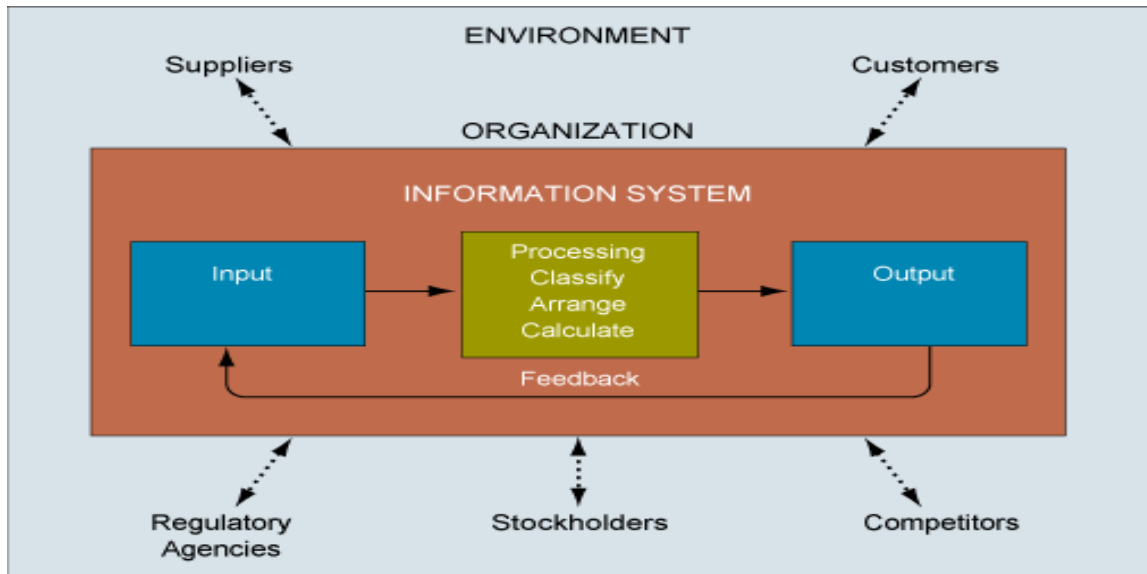 ENVIRONMENT
Suppliers
Customers
ORGANIZATION
INFORMATION SYSTEM
Input
Processing
Classify
Arrange
Calculate
Output
Feedback
Regulatory
Agencies
Stockholders
Competitors